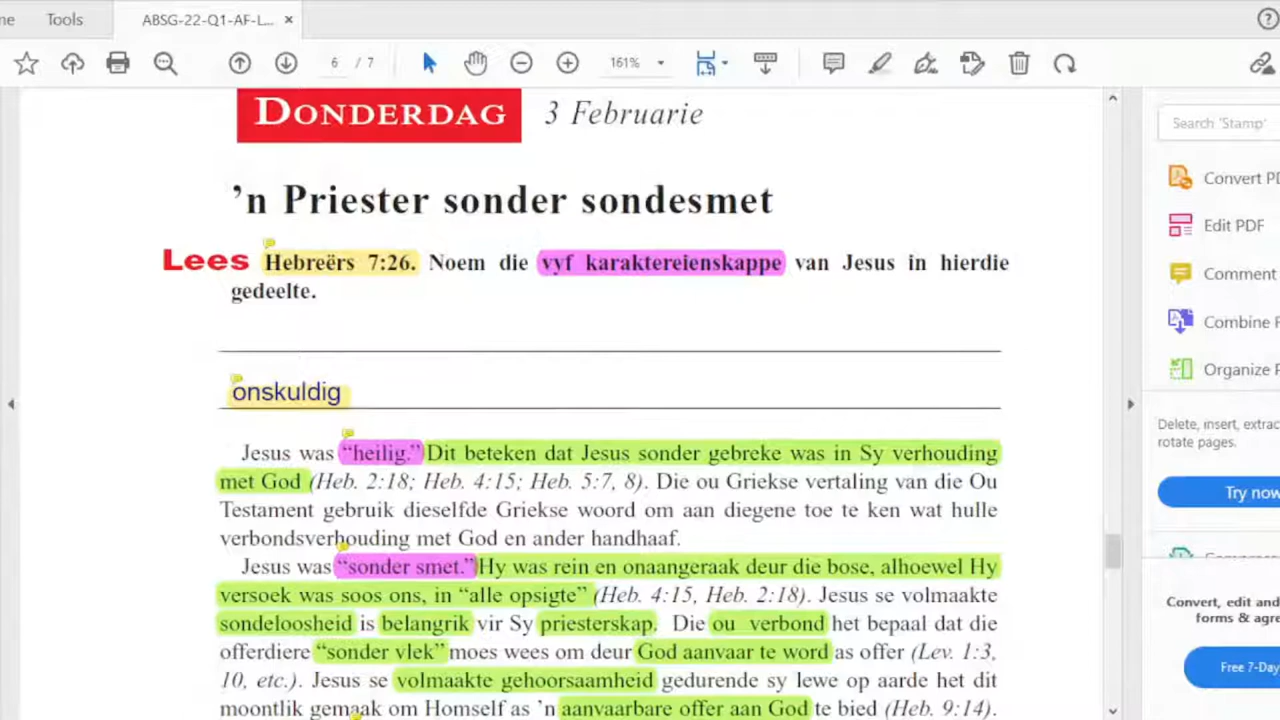 ne Tools ABSG-22-Q1-AF-L... ×
6 / 7 161%
DONDERDAG 3 Februarie
’n Priester sonder sondesmet
Lees Hebreërs 7:26. Noem die vyf karaktereienskappe van Jesus in hierdie
gedeelte.
onskuldig
Jesus was “heilig.” Dit beteken dat Jesus sonder gebreke was in Sy verhouding
met God (Heb. 2:18; Heb. 4:15; Heb. 5:7, 8). Die ou Griekse vertaling van die Ou
Testament gebruik dieselfde Griekse woord om aan diegene toe te ken wat hulle
verbondsverhouding met God en ander handhaaf.
Jesus was “sonder smet.” Hy was rein en onaangeraak deur die bose, alhoewel Hy
versoek was soos ons, in “alle opsigte” (Heb. 4:15, Heb. 2:18). Jesus se volmaakte
sondeloosheid is belangrik vir Sy priesterskap. Die ou verbond het bepaal dat die
offerdiere “sonder vlek” moes wees om deur God aanvaar te word as offer (Lev. 1:3,
10, etc.). Jesus se volmaakte gehoorsaamheid gedurende sy lewe op aarde het dit
moontlik gemaak om Homself as ’n aanvaarbare offer aan God te bied (Heb. 9:14).
Search 'Stamp'
Convert PD
Edit PDF
Comment
Combine F
Organize P
Delete, insert, extrac
rotate pages.
Try now
Convert, edit and
forms & agre
Free 7-Day